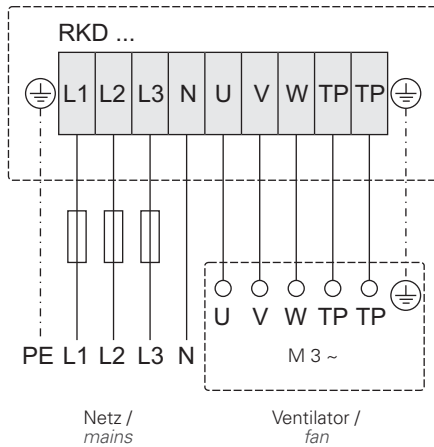 RKD ...
L1 L2 L3 N U V W TP TP
U V W TP TP
PE L1 L2 L3 N
M 3 ~
Netz / Ventilator /
mains fan